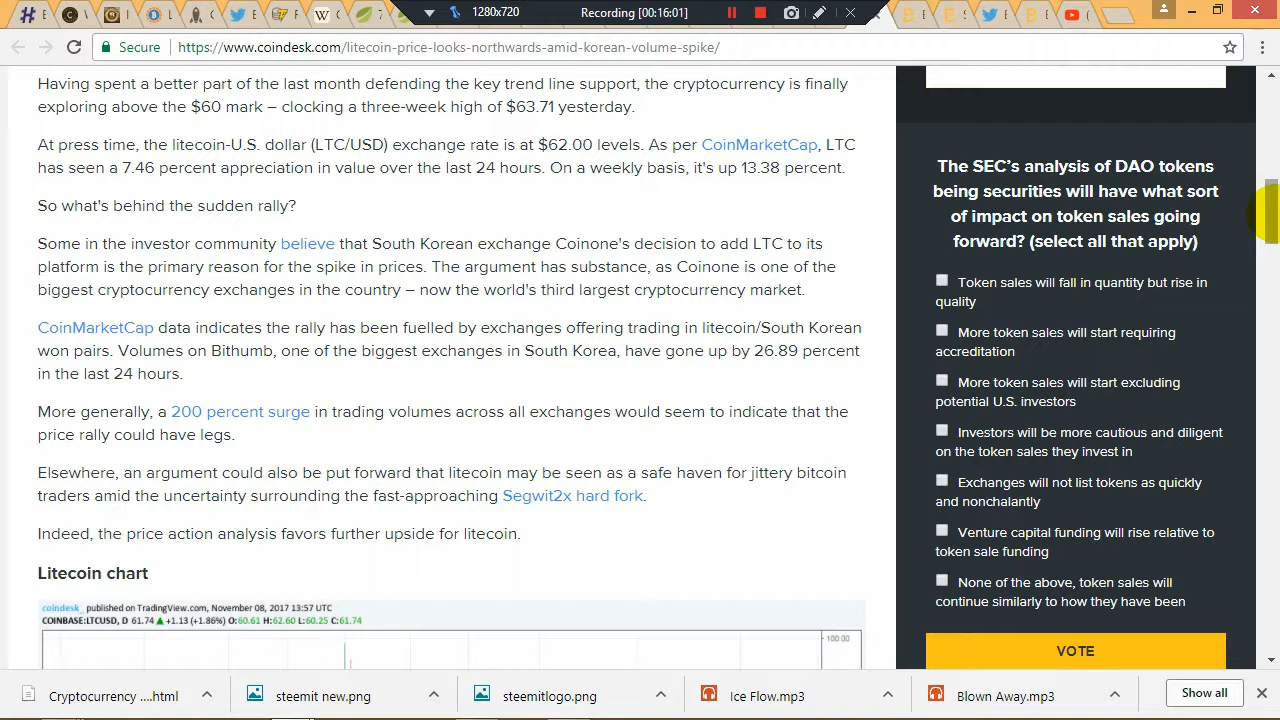 1280x720
Recording [00:16:01]
Secure
https://www.coindesk.com/litecoin-price-looks-northwards-amid-korean-volume-spike/
Having spent a better part of the last month defending the key trend line support, the cryptocurrency is finally
exploring above the $60 mark – clocking a three-week high of $63.71 yesterday.
At press time, the litecoin-U.S. dollar (LTC/USD) exchange rate is at $62.00 levels. As per CoinMarketCap, LTC
has seen a 7.46 percent appreciation in value over the last 24 hours. On a weekly basis, it's up 13.38 percent.
So what's behind the sudden rally?
Some in the investor community believe that South Korean exchange Coinone's decision to add LTC to its
platform is the primary reason for the spike in prices. The argument has substance, as Coinone is one of the
biggest cryptocurrency exchanges in the country – now the world's third largest cryptocurrency market.
CoinMarketCap data indicates the rally has been fuelled by exchanges offering trading in litecoin/South Korean
won pairs. Volumes on Bithumb, one of the biggest exchanges in South Korea, have gone up by 26.89 percent
in the last 24 hours.
More generally, a 200 percent surge in trading volumes across all exchanges would seem to indicate that the
price rally could have legs.
Elsewhere, an argument could also be put forward that litecoin may be seen as a safe haven for jittery bitcoin
traders amid the uncertainty surrounding the fast-approaching Segwit2x hard fork.
Indeed, the price action analysis favors further upside for litecoin.
Litecoin chart
coindesk_ published on TradingView.com, November 08, 2017 13:57 UTC
COINBASE:LTCUSD, D 61.74 ▲ +1.13 (+1.86%) O:60.61 H:62.60 L:60.25 C:61.74
100.00
The SEC's analysis of DAO tokens
being securities will have what sort
of impact on token sales going
forward? (select all that apply)
Token sales will fall in quantity but rise in
quality
More token sales will start requiring
accreditation
More token sales will start excluding
potential U.S. investors
Investors will be more cautious and diligent
on the token sales they invest in
Exchanges will not list tokens as quickly
and nonchalantly
Venture capital funding will rise relative to
token sale funding
None of the above, token sales will
continue similarly to how they have been
VOTE
Cryptocurrency ....html
steemit new.png
steemitlogo.png
Ice Flow.mp3
Blown Away.mp3
Show all